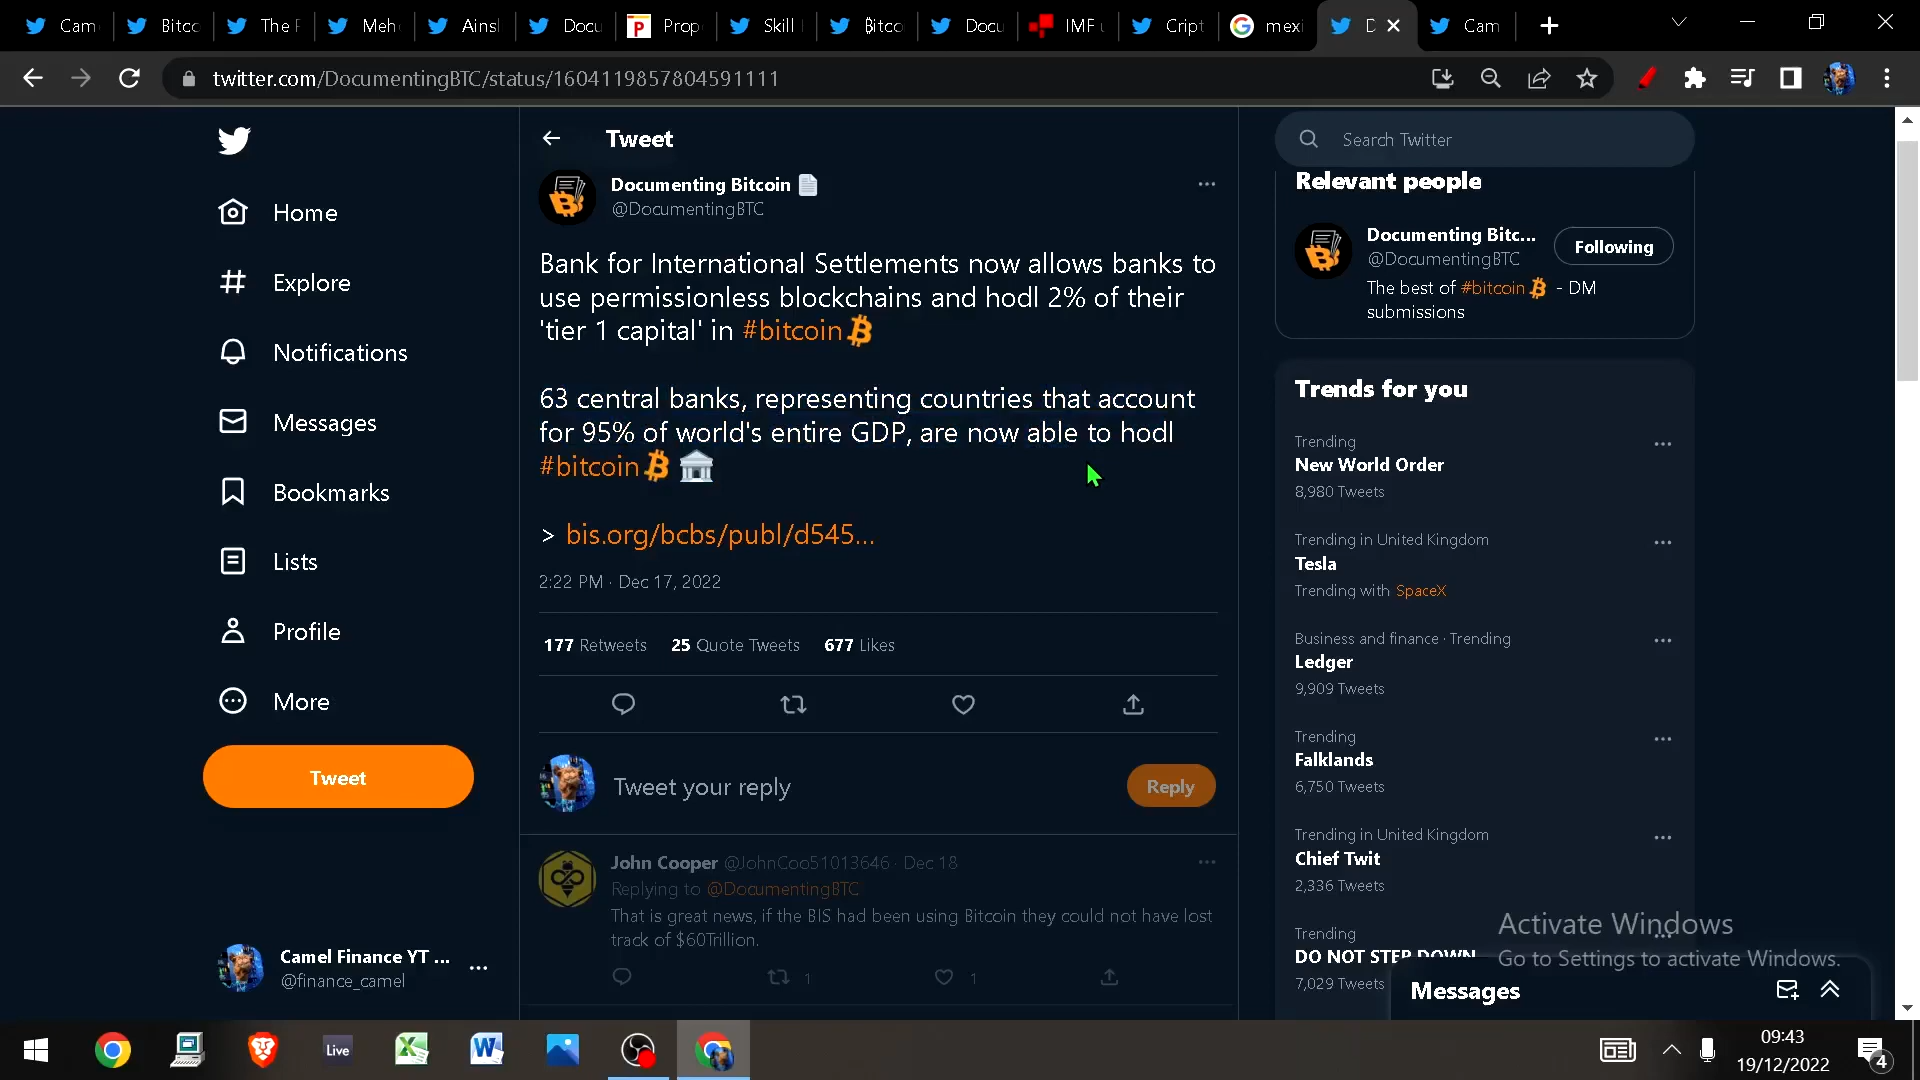 Cam
Bitco
The F
Meh
Ainsl
Docu
Prop
Skill
₿itco
Docu
IMF u
Cript
mexi
D
Cam
twitter.com/DocumentingBTC/status/1604119857804591111
Home
Explore
Notifications
Messages
Bookmarks
Lists
Profile
More
Tweet
Camel Finance YT ...
@finance_camel
Tweet
Documenting Bitcoin
@DocumentingBTC
Bank for International Settlements now allows banks to
use permissionless blockchains and hodl 2% of their
'tier 1 capital' in #bitcoin
63 central banks, representing countries that account
for 95% of world's entire GDP, are now able to hodl
#bitcoin
> bis.org/bcbs/publ/d545...
2:22 PM · Dec 17, 2022
177 Retweets 25 Quote Tweets 677 Likes
Tweet your reply
Reply
John Cooper @JohnCoo51013646 · Dec 18
Replying to @DocumentingBTC
That is great news, if the BIS had been using Bitcoin they could not have lost
track of $60Trillion.
1
1
Search Twitter
Relevant people
Documenting Bitc...
@DocumentingBTC
Following
The best of #bitcoin - DM
submissions
Trends for you
Trending
New World Order
8,980 Tweets
Trending in United Kingdom
Tesla
Trending with SpaceX
Business and finance · Trending
Ledger
9,909 Tweets
Trending
Falklands
6,750 Tweets
Trending in United Kingdom
Chief Twit
2,336 Tweets
Trending
DO NOT STEP DOWN
7,029 Tweets
Activate Windows
Go to Settings to activate Windows.
Messages
Live
09:43
19/12/2022
4